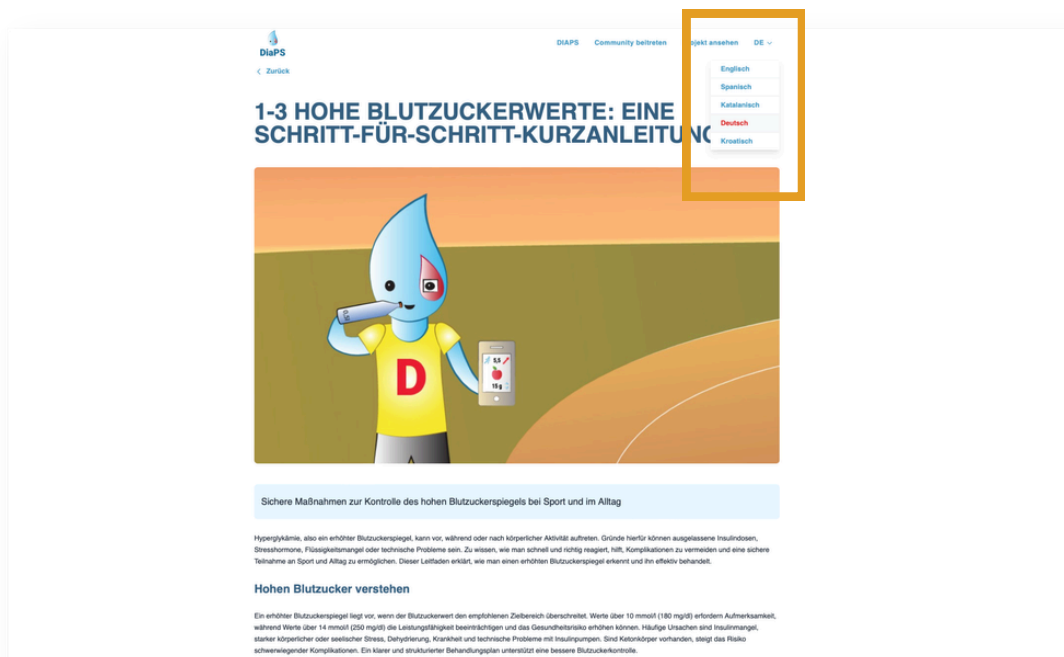 DiaPS
DIAPS Community beitreten ojekt ansehen DE
Zurück
Englisch
Spanisch
Katalanisch
Deutsch
Kroatisch
1-3 HOHE BLUTZUCKERWERTE: EINE
SCHRITT-FÜR-SCHRITT-KURZANLEITUNG
0,5l
D
5,5
15 g
Sichere Maßnahmen zur Kontrolle des hohen Blutzuckerspiegels bei Sport und im Alltag
Hyperglykämie, also ein erhöhter Blutzuckerspiegel, kann vor, während oder nach körperlicher Aktivität auftreten. Gründe hierfür können ausgelassene Insulindosen,
Stresshormone, Flüssigkeitsmangel oder technische Probleme sein. Zu wissen, wie man schnell und richtig reagiert, hilft, Komplikationen zu vermeiden und eine sichere
Teilnahme an Sport und Alltag zu ermöglichen. Dieser Leitfaden erklärt, wie man einen erhöhten Blutzuckerspiegel erkennt und ihn effektiv behandelt.
Hohen Blutzucker verstehen
Ein erhöhter Blutzuckerspiegel liegt vor, wenn der Blutzuckerwert den empfohlenen Zielbereich überschreitet. Werte über 10 mmol/l (180 mg/dl) erfordern Aufmerksamkeit,
während Werte über 14 mmol/l (250 mg/dl) die Leistungsfähigkeit beeinträchtigen und das Gesundheitsrisiko erhöhen können. Häufige Ursachen sind Insulinmangel,
starker körperlicher oder seelischer Stress, Dehydrierung, Krankheit und technische Probleme mit Insulinpumpen. Sind Ketonkörper vorhanden, steigt das Risiko
schwerwiegender Komplikationen. Ein klarer und strukturierter Behandlungsplan unterstützt eine bessere Blutzuckerkontrolle.